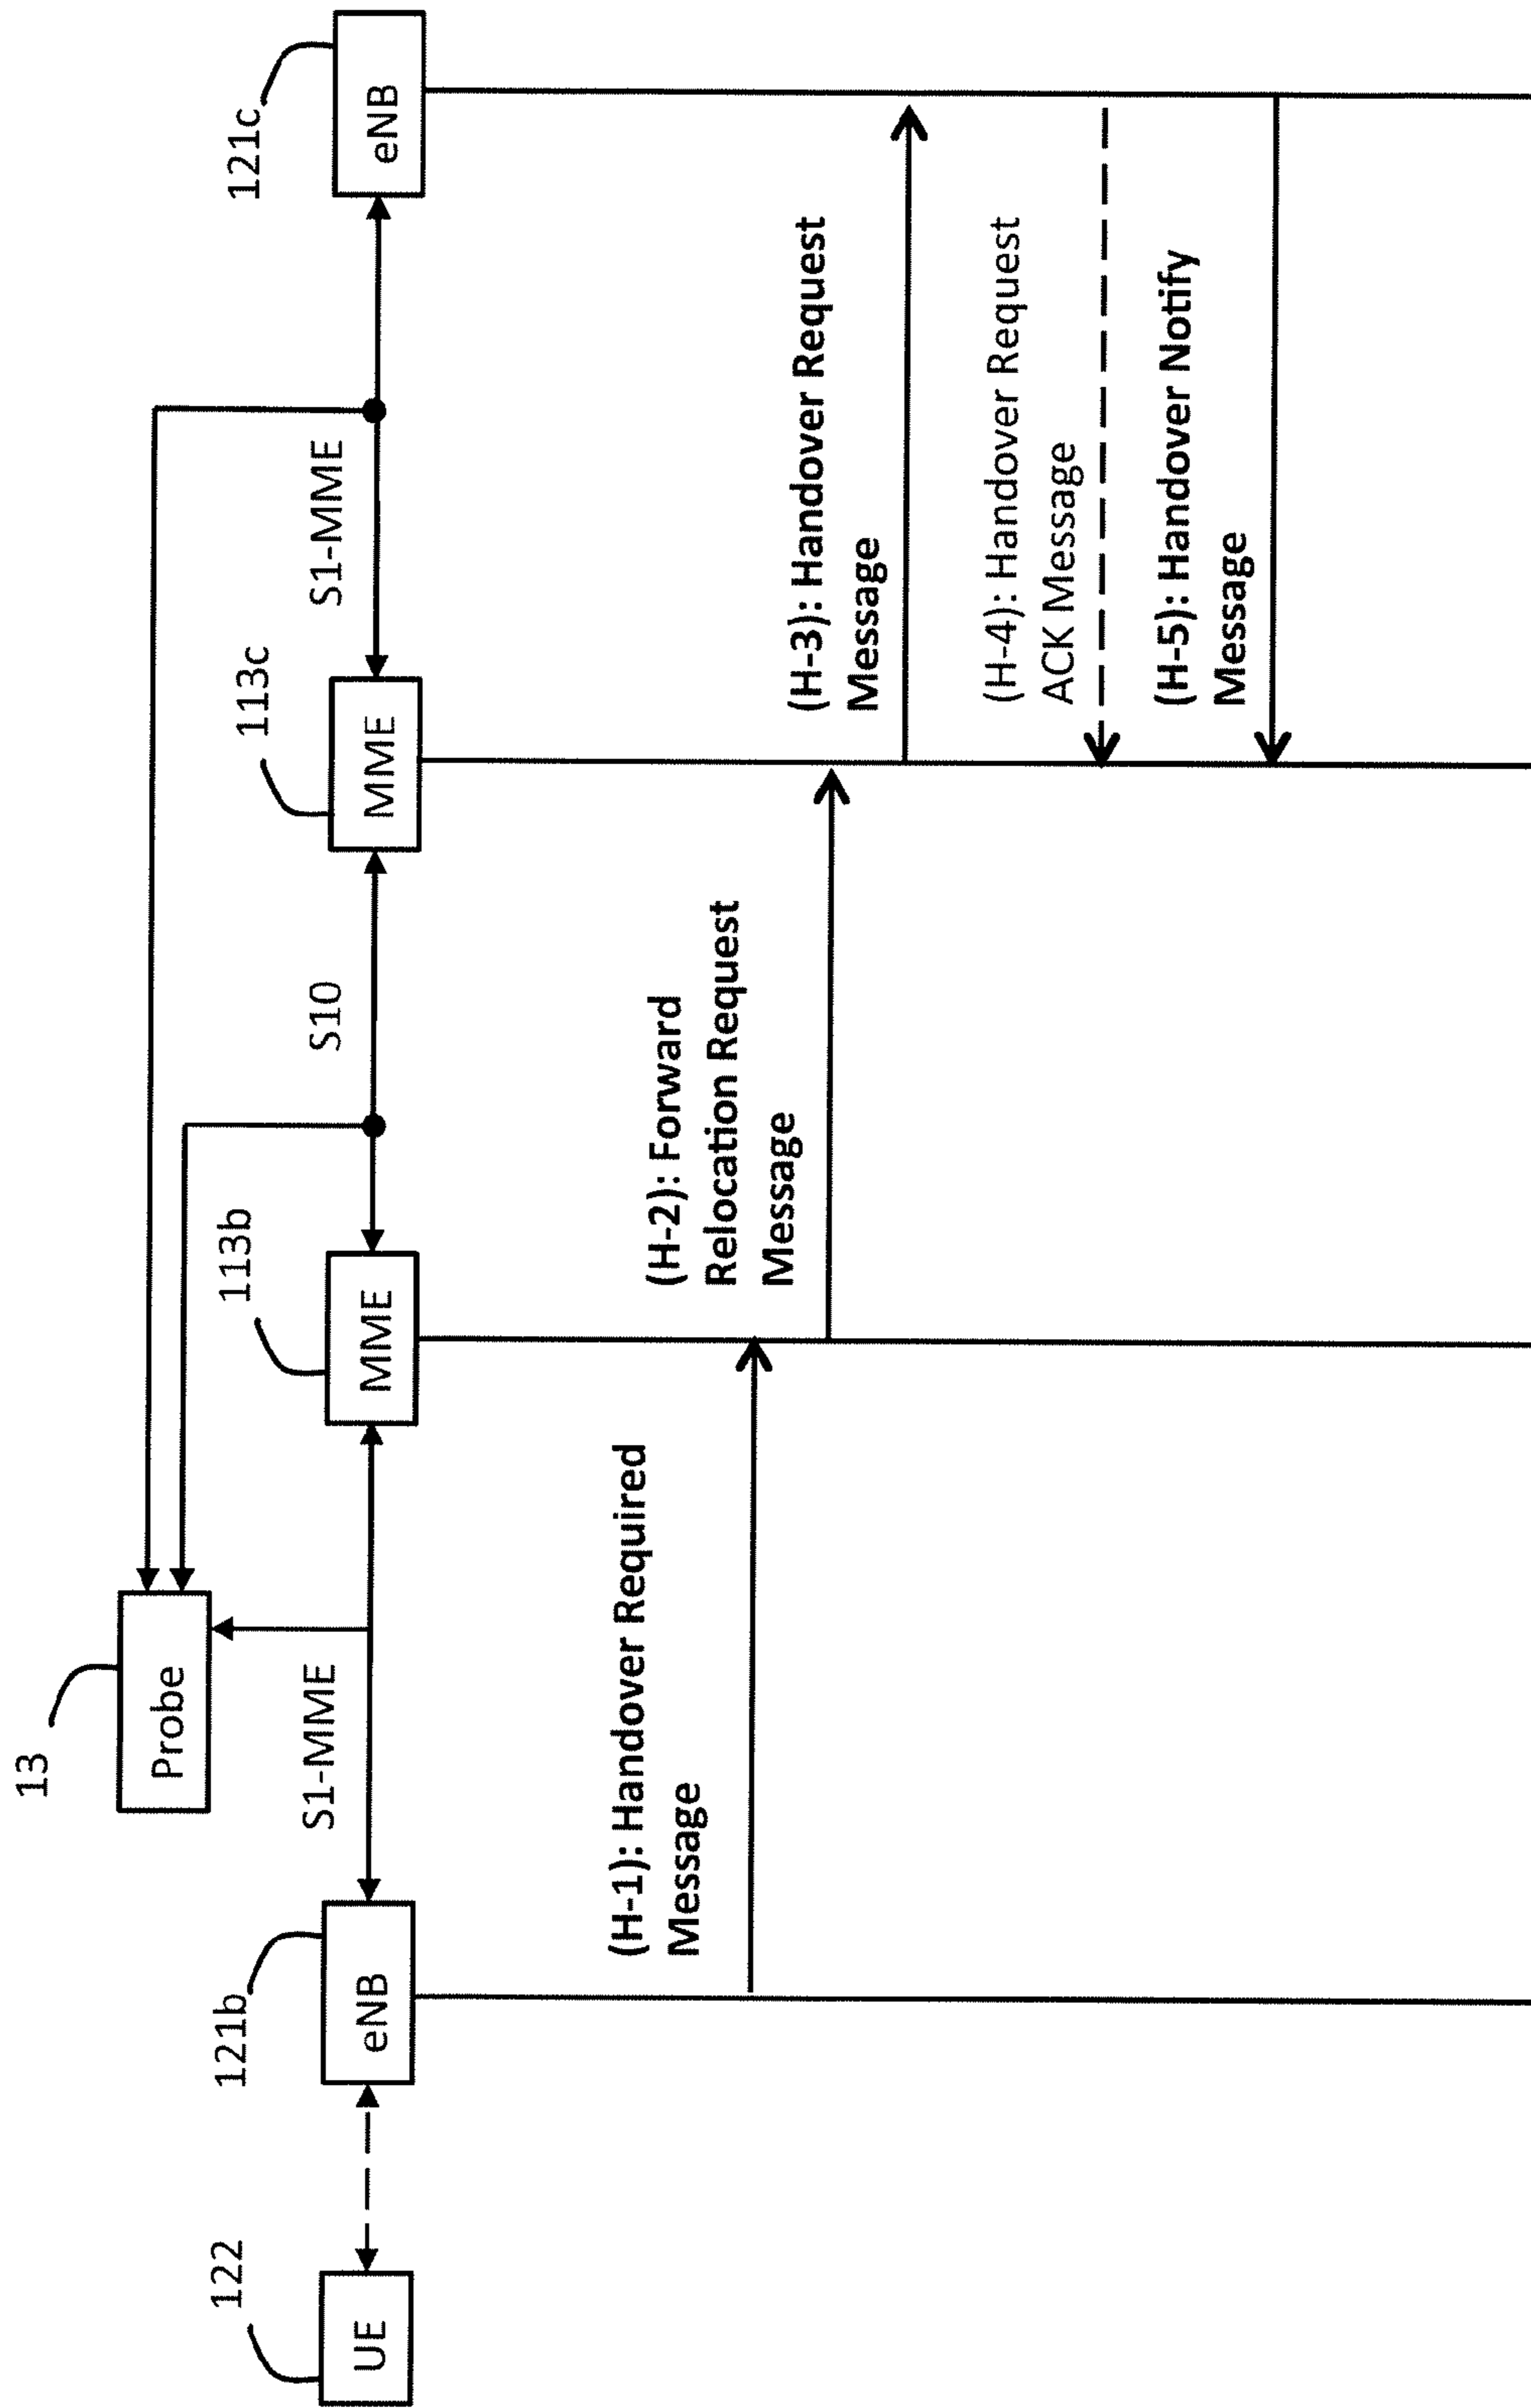 13
Probe
122
121b
113b
113c
121c
UE
eNB
S1-MME
MME
S10
MME
S1-MME
eNB
(H-1): Handover Required
Message
(H-2): Forward
Relocation Request
Message
(H-3): Handover Request
Message
(H-4): Handover Request
ACK Message
(H-5): Handover Notify
Message